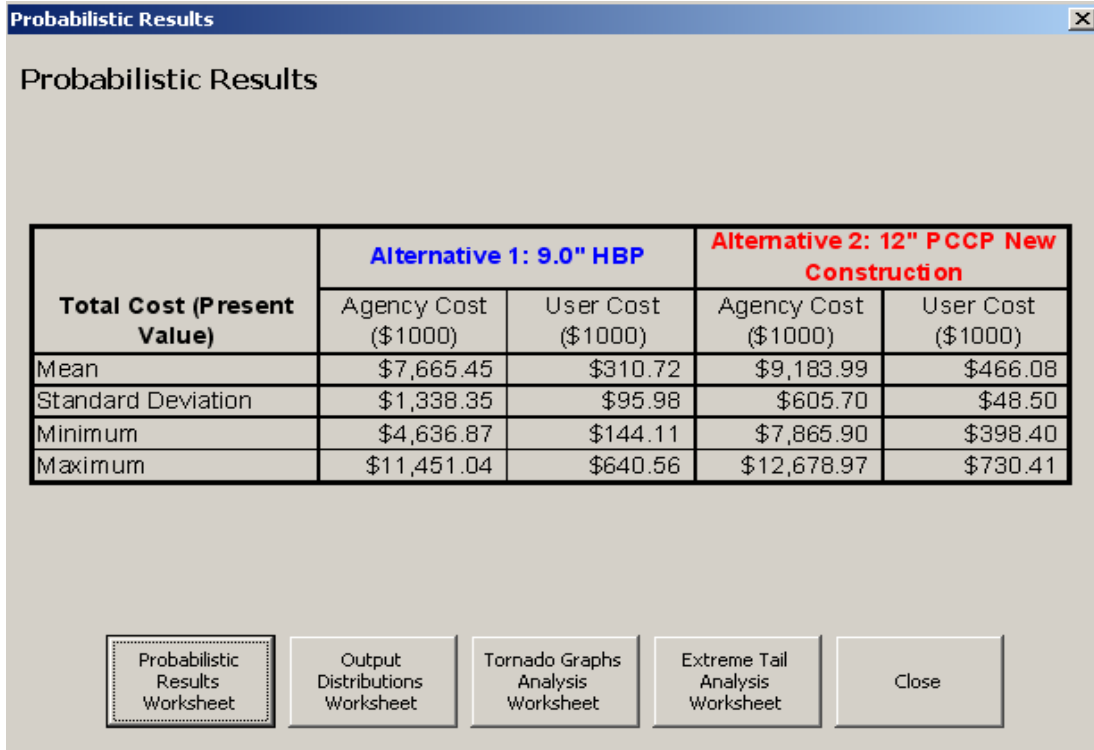 Probabilistic Results
Probabilistic Results
Total Cost (Present
Value)
Alternative 1: 9.0" HBP
Alternative 2: 12" PCCP New
Construction
Agency Cost
($1000)
User Cost
($1000)
Agency Cost
($1000)
User Cost
($1000)
Mean $7,665.45 $310.72 $9,183.99 $466.08
Standard Deviation $1,338.35 $95.98 $605.70 $48.50
Minimum $4,636.87 $144.11 $7,865.90 $398.40
Maximum $11,451.04 $640.56 $12,678.97 $730.41
Probabilistic
Results
Worksheet
Output
Distributions
Worksheet
Tornado Graphs
Analysis
Worksheet
Extreme Tail
Analysis
Worksheet
Close